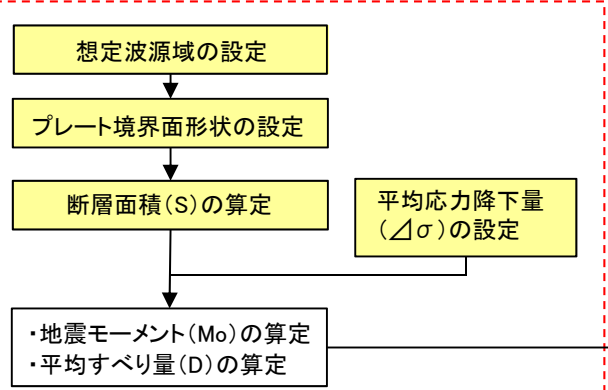 想定波源域の設定
プレート境界面形状の設定
断層面積(S)の算定
平均応力降下量
(⊿σ)の設定
・地震モーメント(Mo)の算定
・平均すべり量(D)の算定